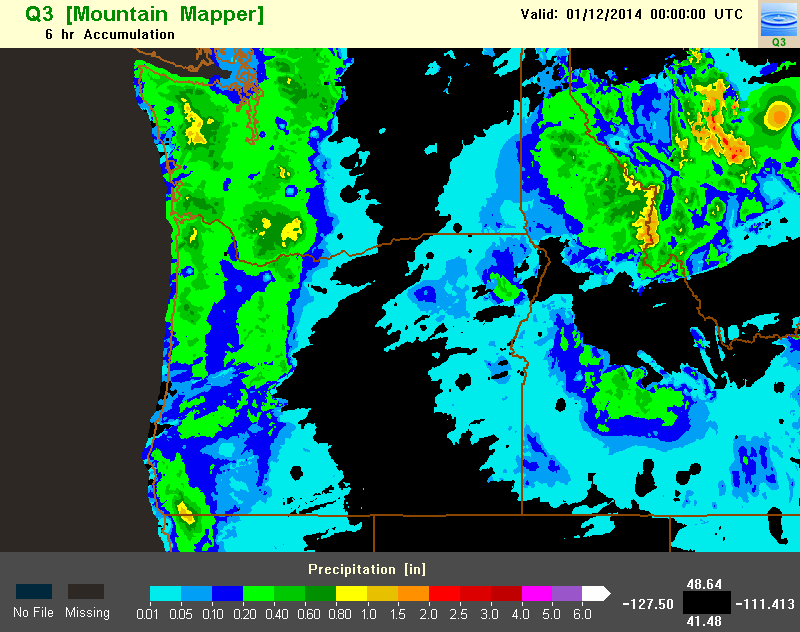 Q3 [Mountain Mapper]
6 hr Accumulation
Valid: 01/12/2014 00:00:00 UTC
Q3
Precipitation [in]
No File
Missing
0.01 0.05 0.10 0.20 0.40 0.60 0.80 1.0 1.5 2.0 2.5 3.0 4.0 5.0 6.0
48.64
-127.50
-111.413
41.48